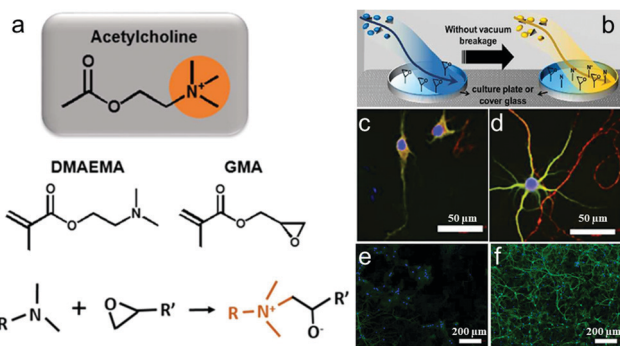 a
Acetylcholine
O
O
N+
DMAEMA
GMA
O
O
N
O
O
O
R
N
+
O
R'
R
N+
R'
O-
b
Without vacuum
breakage
culture plate or
cover glass
c
50 µm
d
50 µm
e
200 µm
f
200 µm